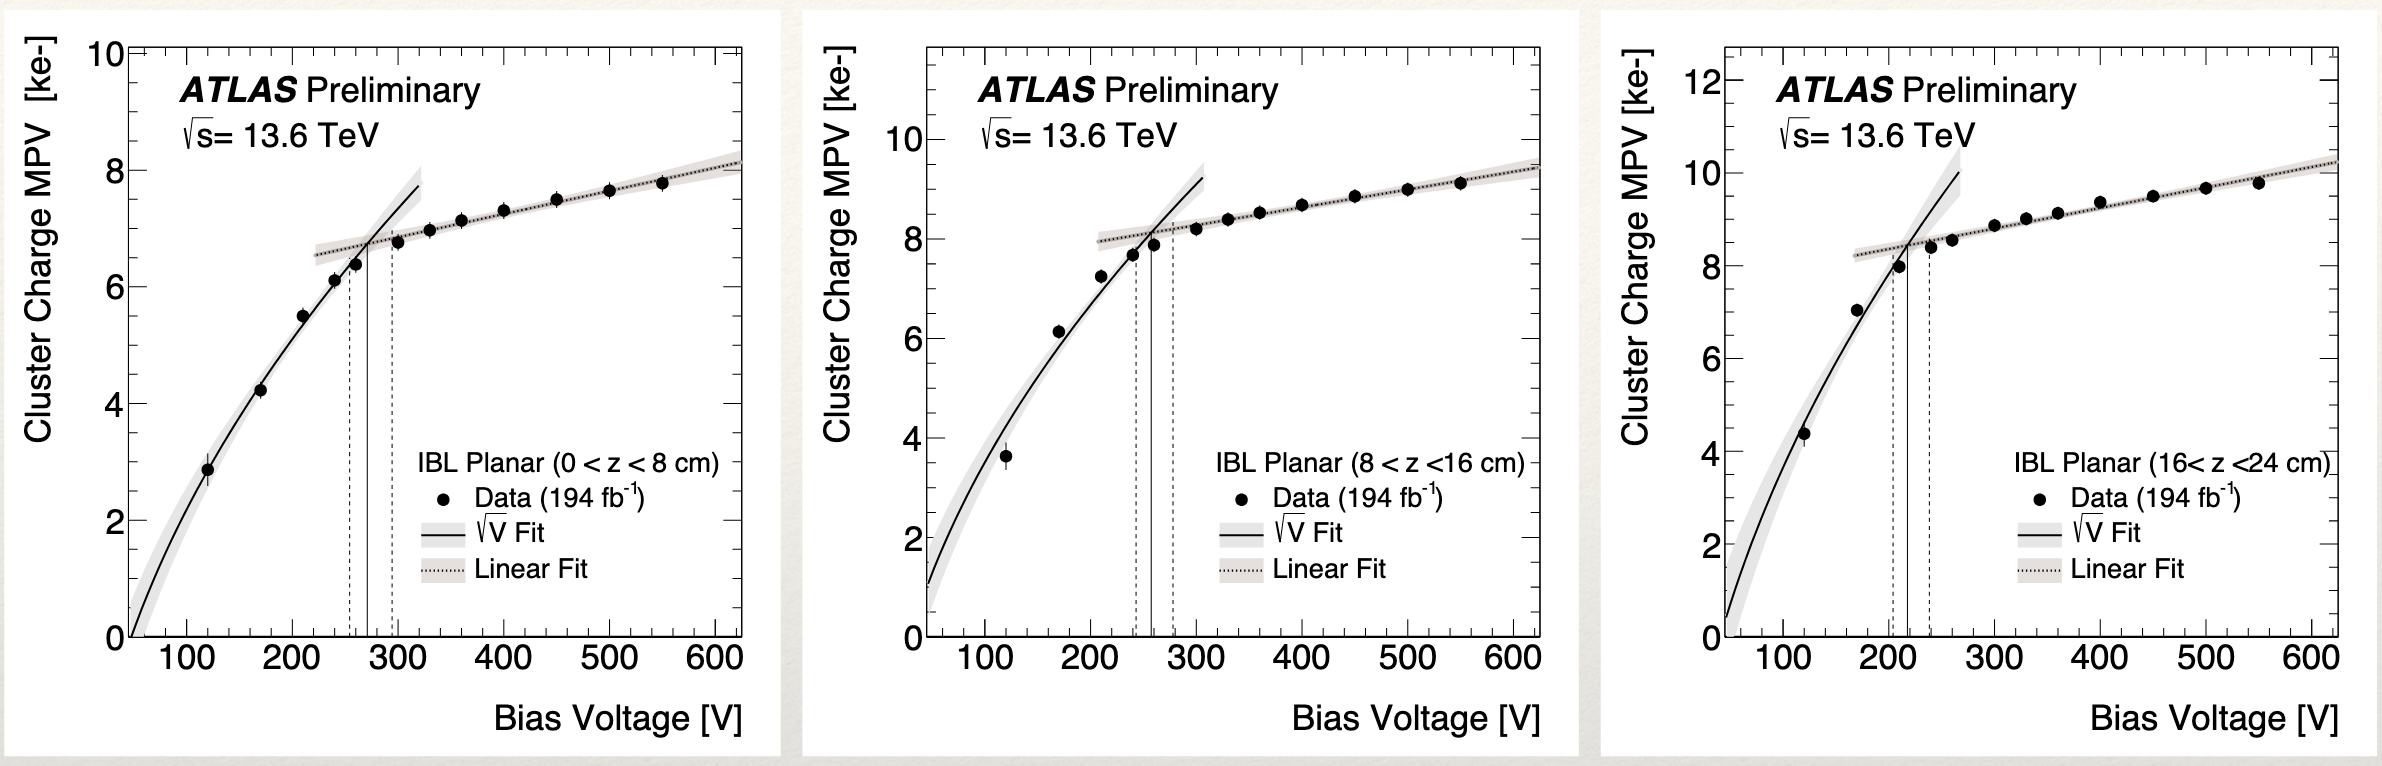 Cluster Charge MPV [ke-]
10
8
6
4
2
0
ATLAS Preliminary
√s= 13.6 TeV
IBL Planar (0 < z < 8 cm)
Data (194 fb⁻¹)
√V Fit
Linear Fit
100 200 300 400 500 600
Bias Voltage [V]
Cluster Charge MPV [ke-]
10
8
6
4
2
0
ATLAS Preliminary
√s= 13.6 TeV
IBL Planar (8 < z <16 cm)
Data (194 fb⁻¹)
√V Fit
Linear Fit
100 200 300 400 500 600
Bias Voltage [V]
Cluster Charge MPV [ke-]
12
10
8
6
4
2
0
ATLAS Preliminary
√s= 13.6 TeV
IBL Planar (16< z <24 cm)
Data (194 fb⁻¹)
√V Fit
Linear Fit
100 200 300 400 500 600
Bias Voltage [V]